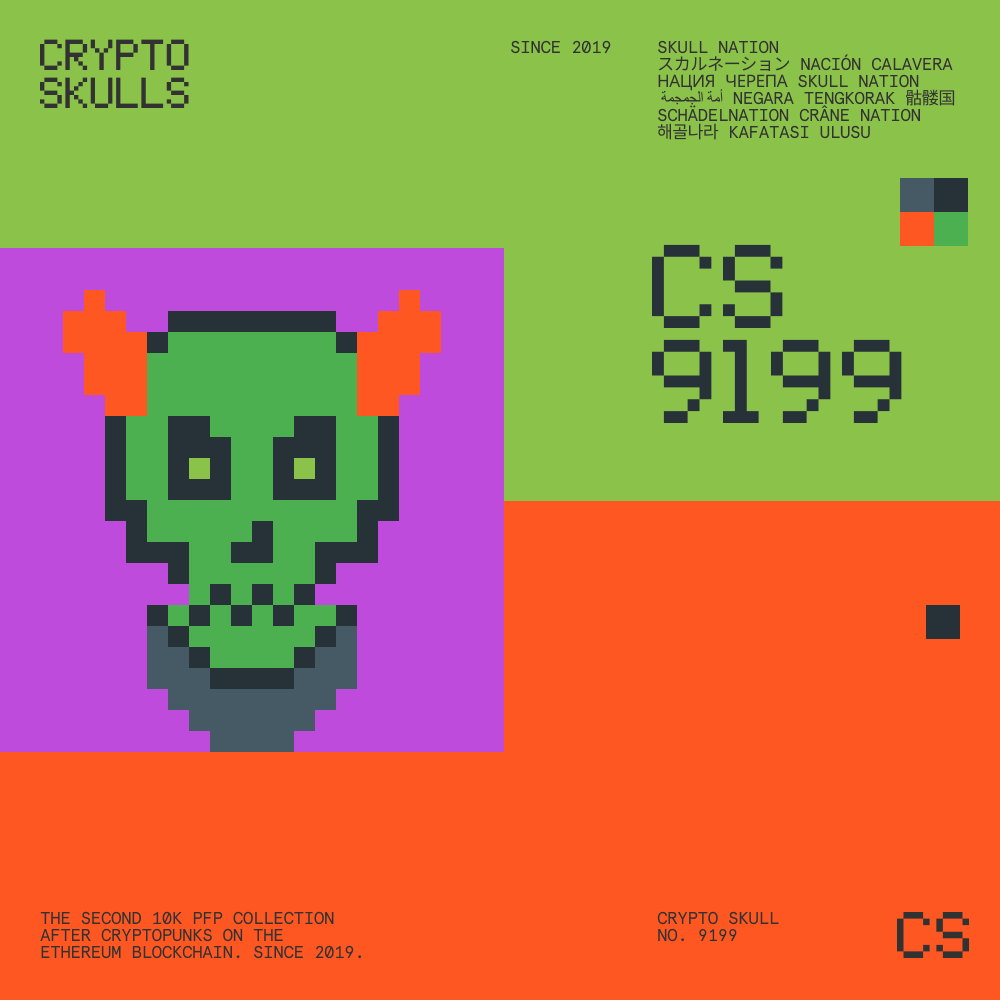 CRYPTO
SKULLS
SINCE 2019
SKULL NATION
スカルネーション NACIÓN CALAVERA
НАЦИЯ ЧЕРЕПА SKULL NATION
أمة الجمجمة NEGARA TENGKORAK 骷髅国
SCHÄDELNATION CRÂNE NATION
해골나라 KAFATASI ULUSU
CS
9199
THE SECOND 10K PFP COLLECTION
AFTER CRYPTOPUNKS ON THE
ETHEREUM BLOCKCHAIN. SINCE 2019.
CRYPTO SKULL
NO. 9199
CS